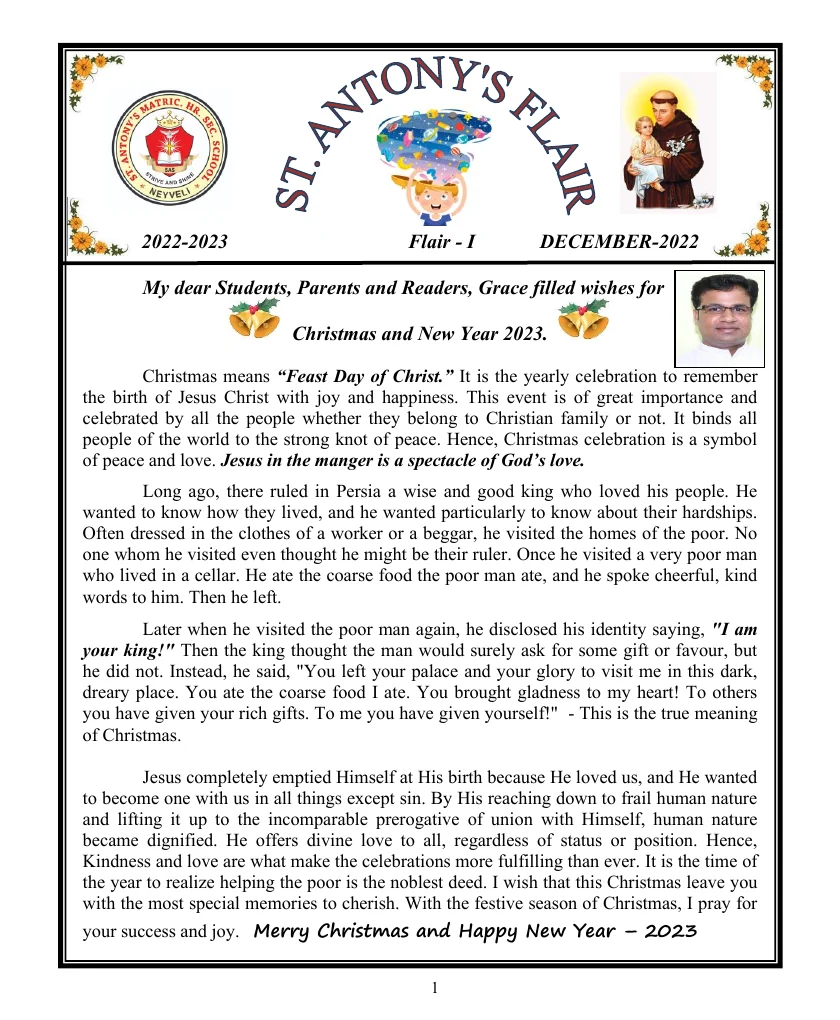 ST. ANTONY'S FLAIR
ST. ANTONY'S MATRIC. HR. SEC. SCHOOL
SAS
STRIVE AND SHINE
NEYVELI
2022-2023 Flair - I DECEMBER-2022
My dear Students, Parents and Readers, Grace filled wishes for
Christmas and New Year 2023.
Christmas means “Feast Day of Christ.” It is the yearly celebration to remember
the birth of Jesus Christ with joy and happiness. This event is of great importance and
celebrated by all the people whether they belong to Christian family or not. It binds all
people of the world to the strong knot of peace. Hence, Christmas celebration is a symbol
of peace and love. Jesus in the manger is a spectacle of God’s love.
Long ago, there ruled in Persia a wise and good king who loved his people. He
wanted to know how they lived, and he wanted particularly to know about their hardships.
Often dressed in the clothes of a worker or a beggar, he visited the homes of the poor. No
one whom he visited even thought he might be their ruler. Once he visited a very poor man
who lived in a cellar. He ate the coarse food the poor man ate, and he spoke cheerful, kind
words to him. Then he left.
Later when he visited the poor man again, he disclosed his identity saying, "I am
your king!" Then the king thought the man would surely ask for some gift or favour, but
he did not. Instead, he said, "You left your palace and your glory to visit me in this dark,
dreary place. You ate the coarse food I ate. You brought gladness to my heart! To others
you have given your rich gifts. To me you have given yourself!" - This is the true meaning
of Christmas.
Jesus completely emptied Himself at His birth because He loved us, and He wanted
to become one with us in all things except sin. By His reaching down to frail human nature
and lifting it up to the incomparable prerogative of union with Himself, human nature
became dignified. He offers divine love to all, regardless of status or position. Hence,
Kindness and love are what make the celebrations more fulfilling than ever. It is the time of
the year to realize helping the poor is the noblest deed. I wish that this Christmas leave you
with the most special memories to cherish. With the festive season of Christmas, I pray for
your success and joy. Merry Christmas and Happy New Year – 2023
1